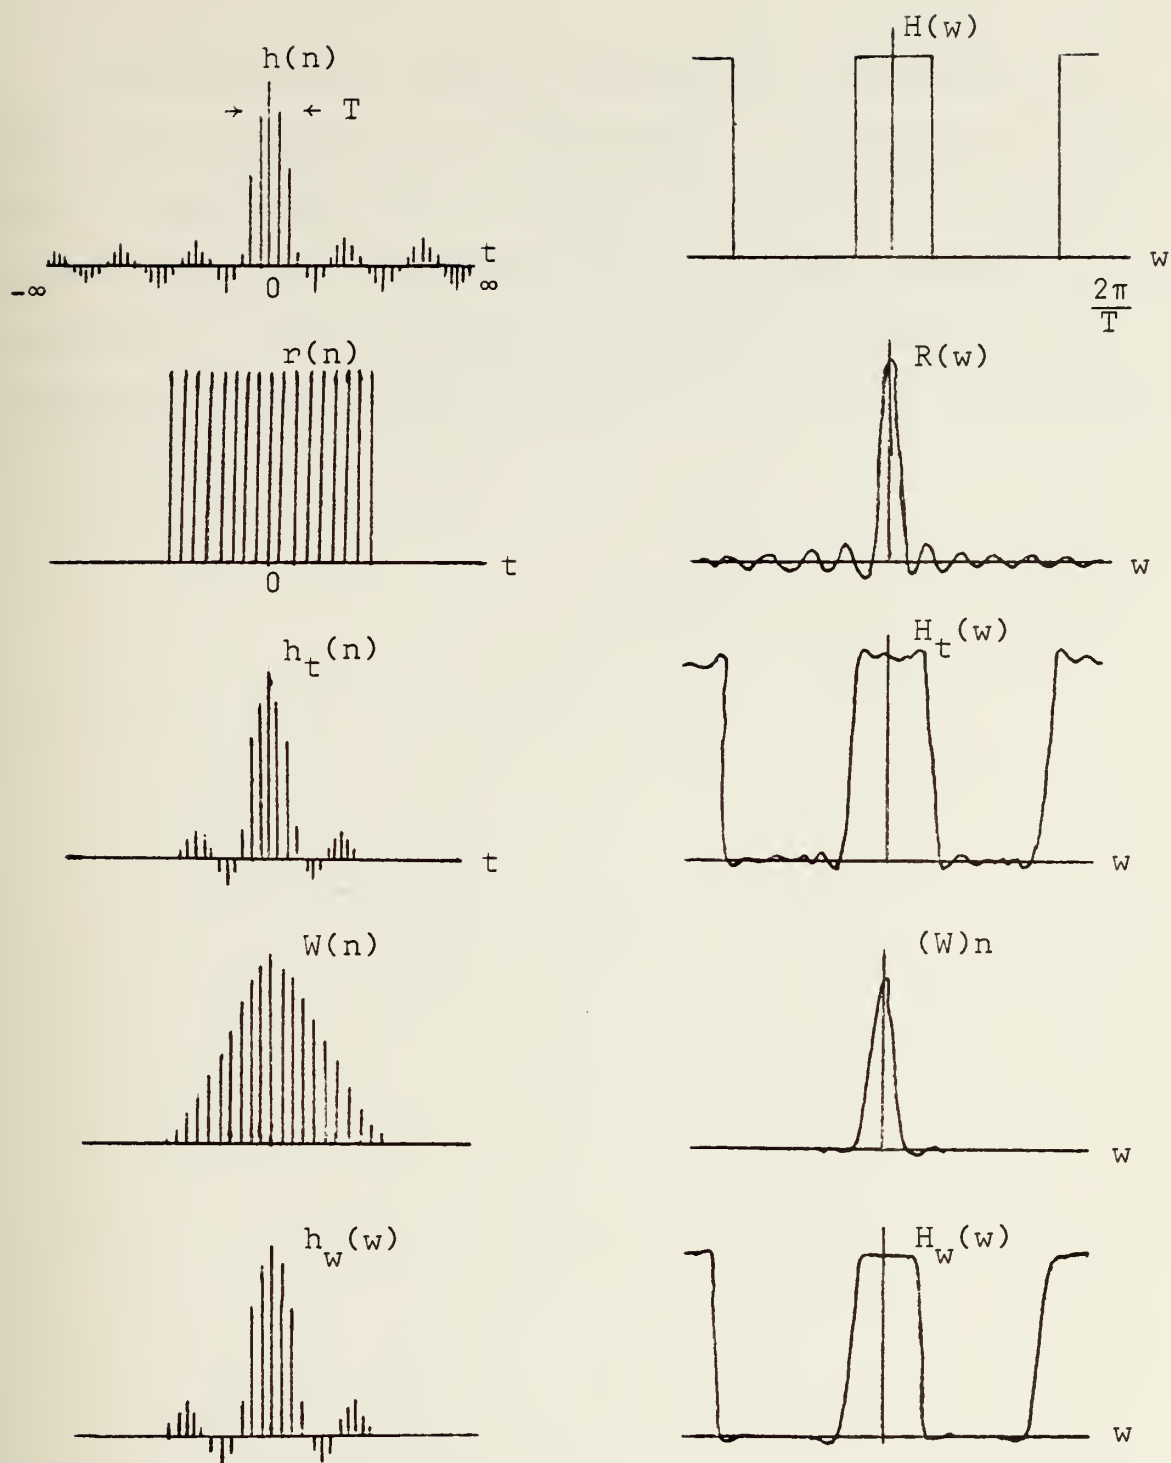 h(n)
→ ← T
t
-∞ 0 ∞
H(w)
w
2π
T
r(n)
t
0
R(w)
w
h_t(n)
t
H_t(w)
w
W(n)
(W)n
w
h_w(w)
H_w(w)
w